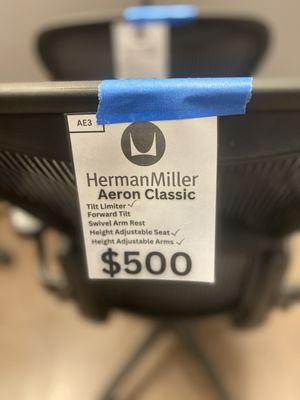 AE3
HermanMiller
Aeron Classic
Tilt Limiter ✓
Forward Tilt
Swivel Arm Rest
Height Adjustable Seat ✓
Height Adjustable Arms ✓
$500